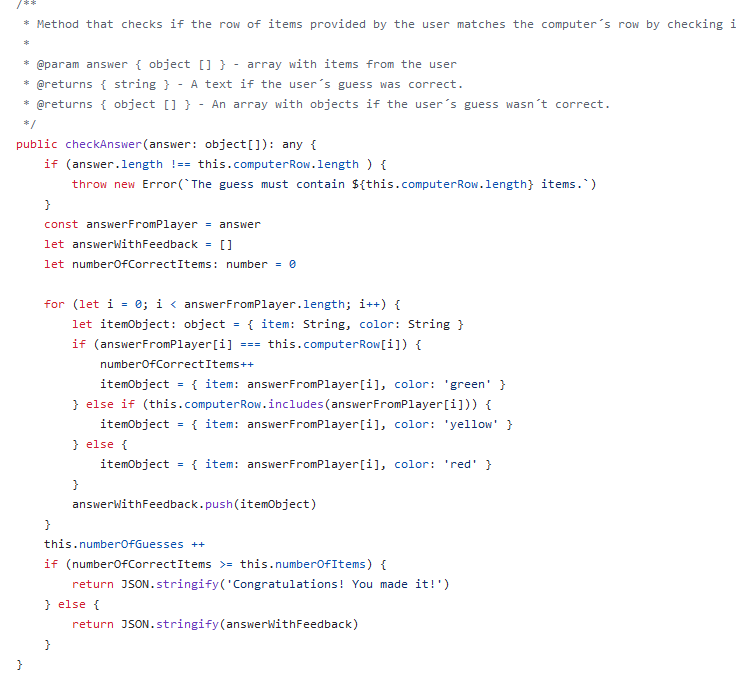 /**
 * Method that checks if the row of items provided by the user matches the computer´s row by checking i
 *
 * @param answer { object [] } - array with items from the user
 * @returns { string } - A text if the user´s guess was correct.
 * @returns { object [] } - An array with objects if the user´s guess wasn´t correct.
 */
public checkAnswer(answer: object[]): any {
    if (answer.length !== this.computerRow.length ) {
        throw new Error(`The guess must contain ${this.computerRow.length} items.`)
    }
    const answerFromPlayer = answer
    let answerWithFeedback = []
    let numberOfCorrectItems: number = 0

    for (let i = 0; i < answerFromPlayer.length; i++) {
        let itemObject: object = { item: String, color: String }
        if (answerFromPlayer[i] === this.computerRow[i]) {
            numberOfCorrectItems++
            itemObject = { item: answerFromPlayer[i], color: 'green' }
        } else if (this.computerRow.includes(answerFromPlayer[i])) {
            itemObject = { item: answerFromPlayer[i], color: 'yellow' }
        } else {
            itemObject = { item: answerFromPlayer[i], color: 'red' }
        }
        answerWithFeedback.push(itemObject)
    }
    this.numberOfGuesses ++
    if (numberOfCorrectItems >= this.numberOfItems) {
        return JSON.stringify('Congratulations! You made it!')
    } else {
        return JSON.stringify(answerWithFeedback)
    }
}